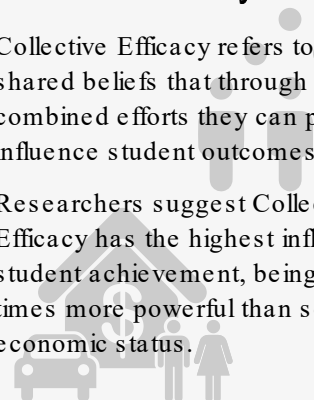 Collective Efficacy refers to
shared beliefs that through
combined efforts they can
influence student outcomes
Researchers suggest
Efficacy has the highest
student achievement, being
times more powerful than
economic status.